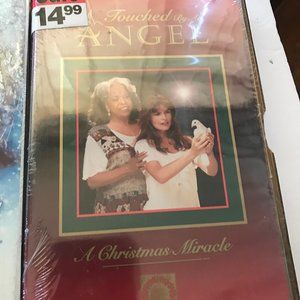 14.99
Touched By An
ANGEL
A Christmas Miracle